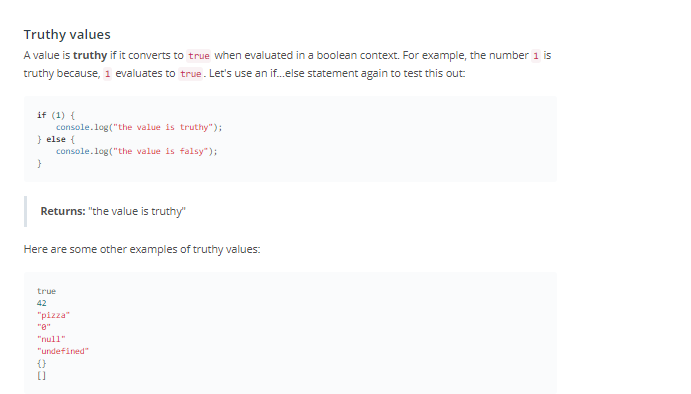 Truthy values
A value is truthy if it converts to true when evaluated in a boolean context. For example, the number 1 is
truthy because, 1 evaluates to true. Let's use an if...else statement again to test this out:
if (1) {
    console.log("the value is truthy");
} else {
    console.log("the value is falsy");
}
Returns: "the value is truthy"
Here are some other examples of truthy values:
true
42
"pizza"
"0"
"null"
"undefined"
{}
[]